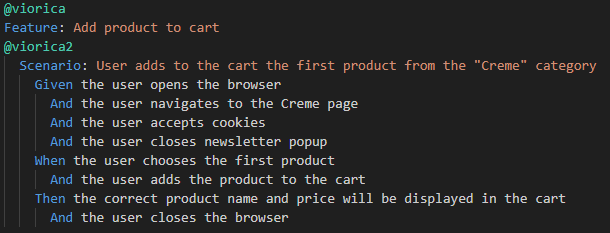 @viorica
Feature: Add product to cart
@viorica2
Scenario: User adds to the cart the first product from the "Creme" category
Given the user opens the browser
And the user navigates to the Creme page
And the user accepts cookies
And the user closes newsletter popup
When the user chooses the first product
And the user adds the product to the cart
Then the correct product name and price will be displayed in the cart
And the user closes the browser